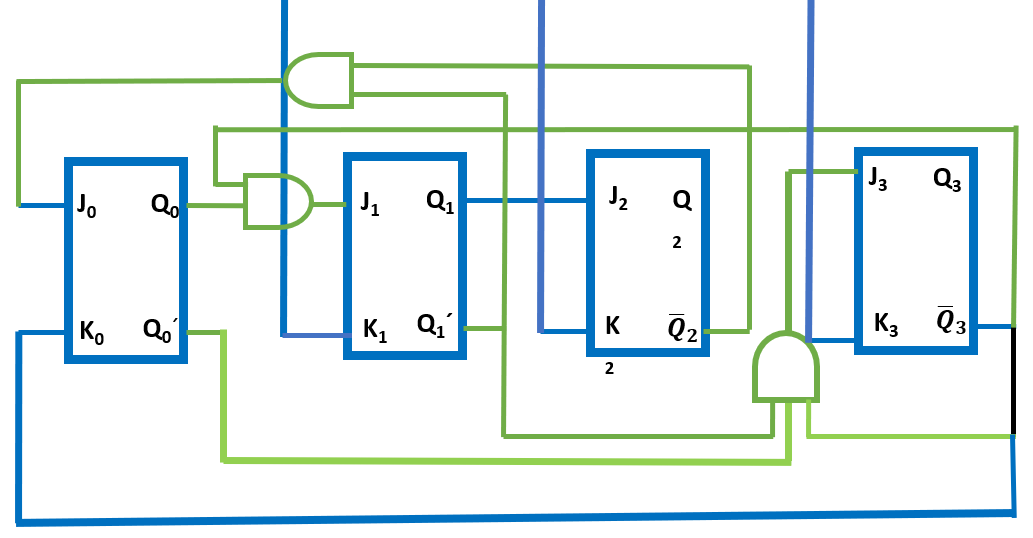 J₀ Q₀
K₀ Q₀´
J₁ Q₁
K₁ Q₁´
J₂ Q
2
K Q̅₂
2
J₃ Q₃
K₃ Q̅₃